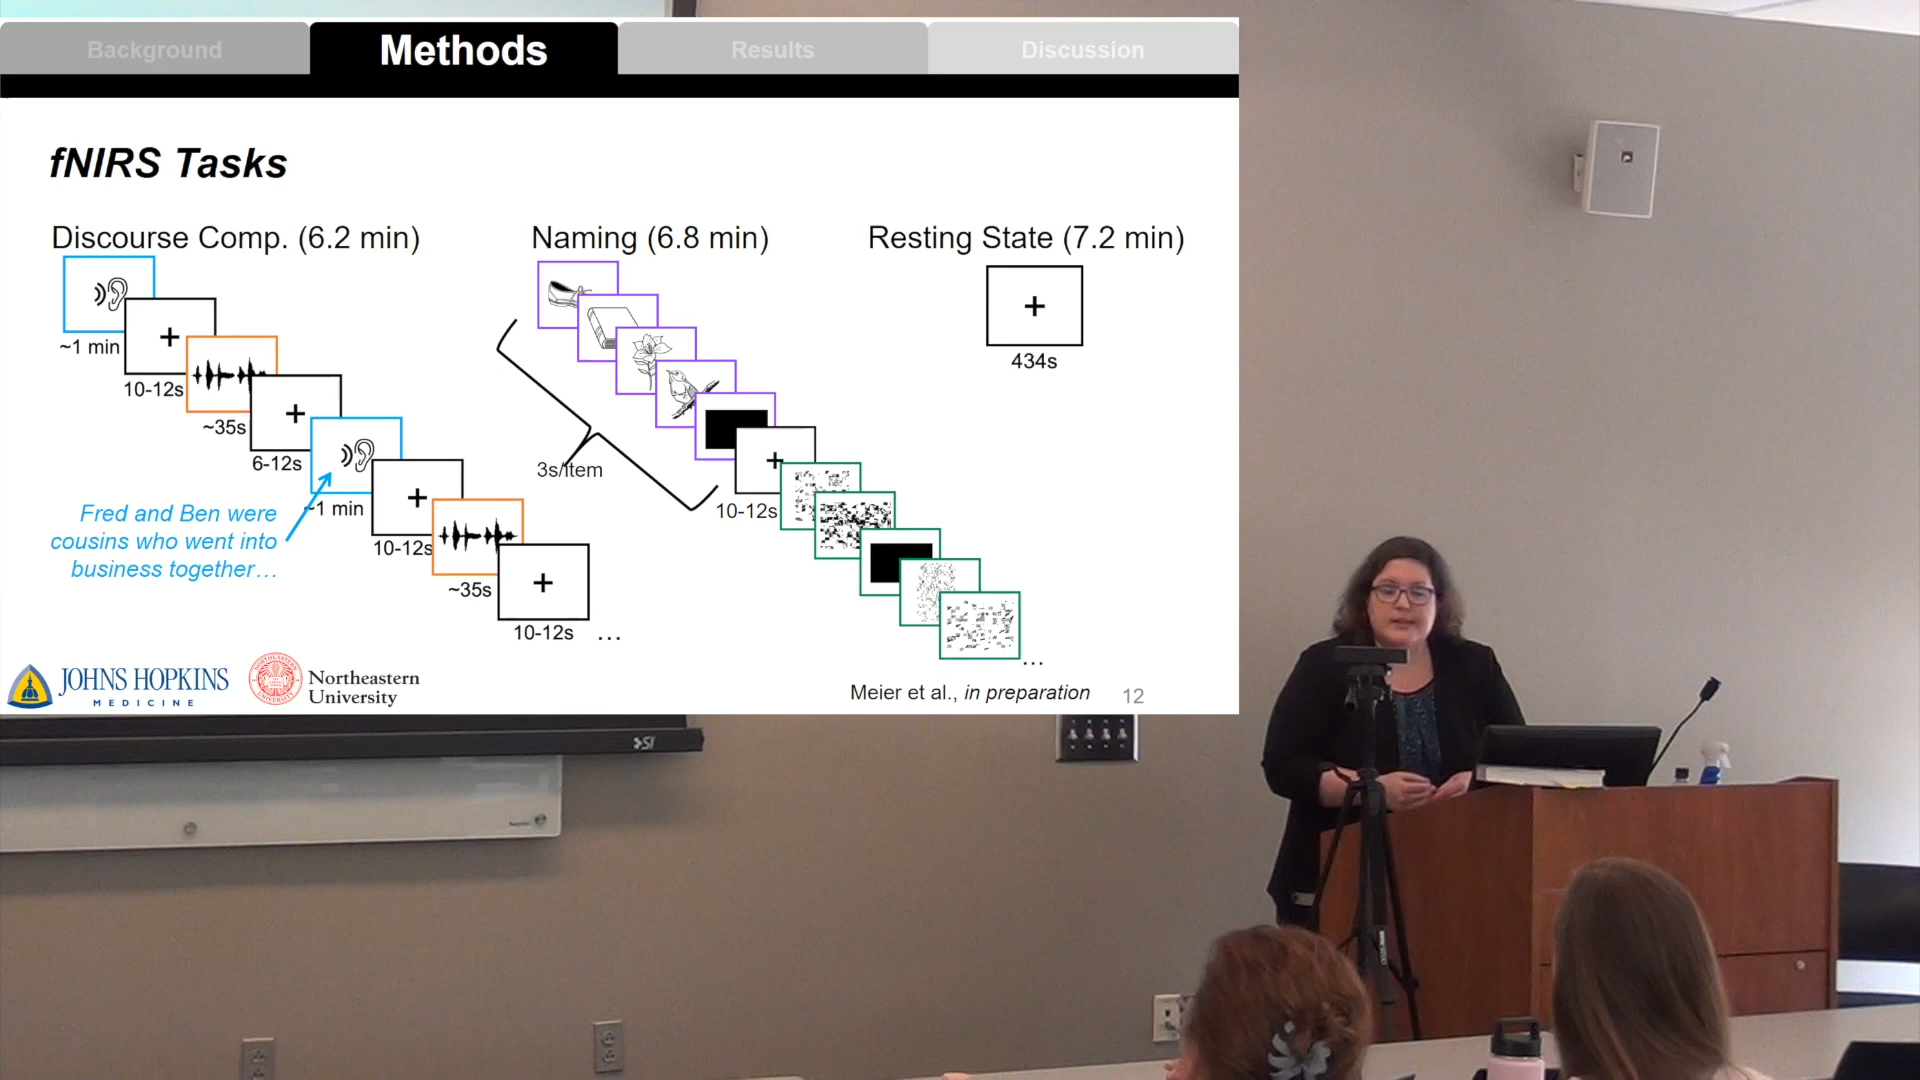 Background
Methods
Results
Discussion
fNIRS Tasks
Discourse Comp. (6.2 min)
~1 min
10-12s
~35s
6-12s
~1 min
10-12s
~35s
10-12s
...
Fred and Ben were
cousins who went into
business together…
Naming (6.8 min)
3s/item
10-12s
...
Resting State (7.2 min)
434s
JOHNS HOPKINS
MEDICINE
Northeastern
University
Meier et al., in preparation
12